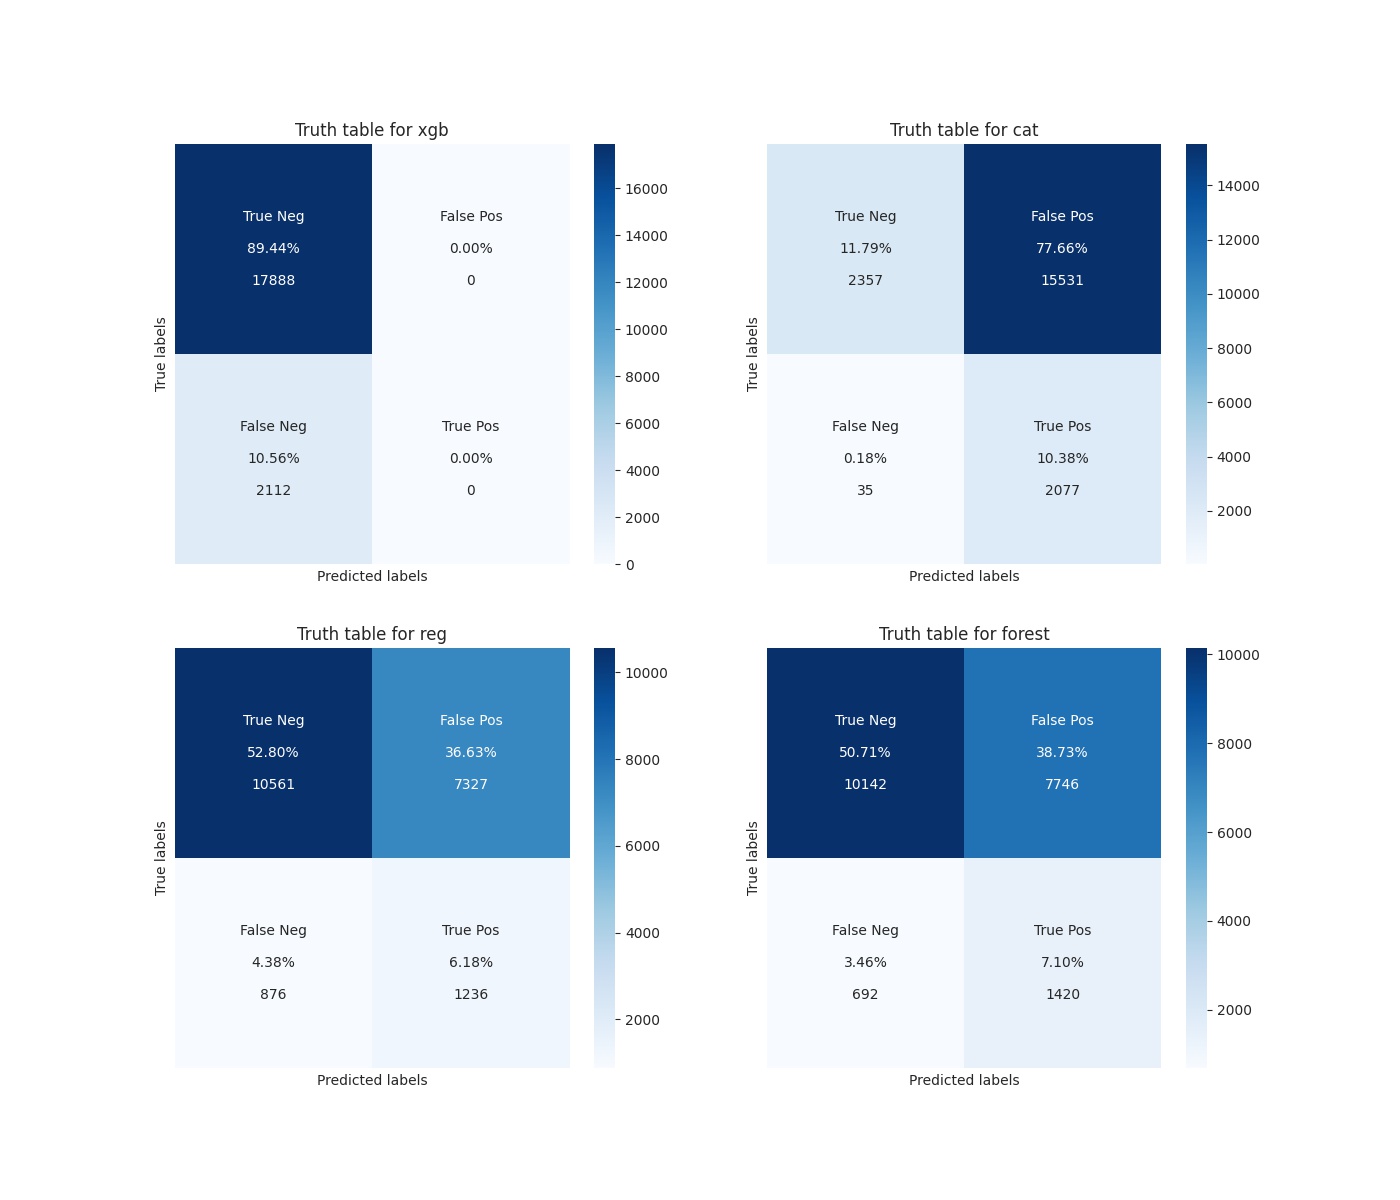 Truth table for xgb
True Neg
89.44%
17888
False Pos
0.00%
0
False Neg
10.56%
2112
True Pos
0.00%
0
True labels
Predicted labels
16000
14000
12000
10000
8000
6000
4000
2000
0
Truth table for cat
True Neg
11.79%
2357
False Pos
77.66%
15531
False Neg
0.18%
35
True Pos
10.38%
2077
True labels
Predicted labels
14000
12000
10000
8000
6000
4000
2000
Truth table for reg
True Neg
52.80%
10561
False Pos
36.63%
7327
False Neg
4.38%
876
True Pos
6.18%
1236
True labels
Predicted labels
10000
8000
6000
4000
2000
Truth table for forest
True Neg
50.71%
10142
False Pos
38.73%
7746
False Neg
3.46%
692
True Pos
7.10%
1420
True labels
Predicted labels
10000
8000
6000
4000
2000